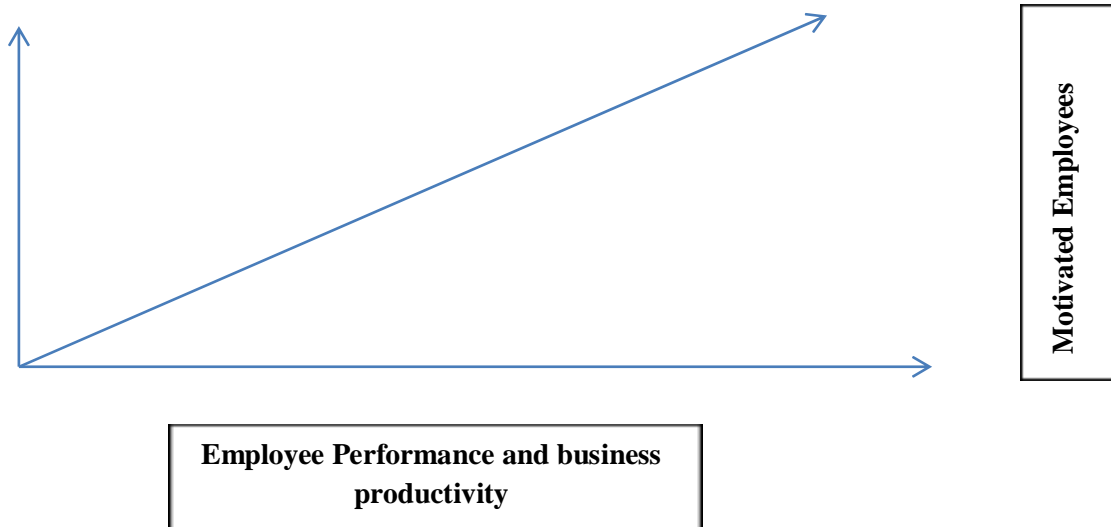 Motivated Employees
Employee Performance and business
productivity